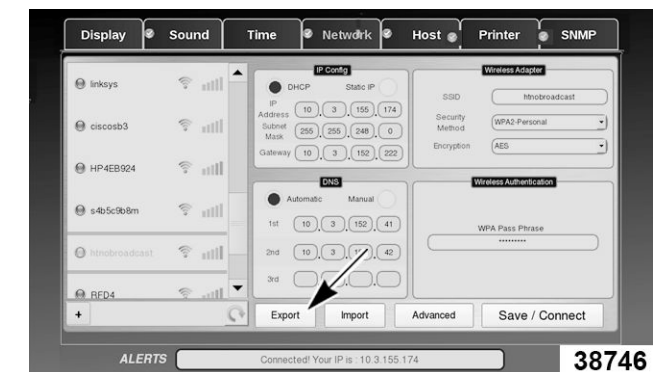 Display Sound Time Network Host Printer SNMP
linksys
ciscosb3
HP4EB924
s4b5c9b8m
htnobroadcast
RFD4
+
IP Config
DHCP Static IP
IP Address 10 . 3 . 155 . 174
Subnet Mask 255 . 255 . 248 . 0
Gateway 10 . 3 . 152 . 222
Wireless Adapter
SSID htnobroadcast
Security Method WPA2-Personal
Encryption AES
DNS
Automatic Manual
1st 10 . 3 . 152 . 41
2nd 10 . 3 . . 42
3rd . . .
Wireless Authentication
WPA Pass Phrase
*********
Export Import Advanced Save / Connect
ALERTS Connected! Your IP is : 10.3.155.174
38746